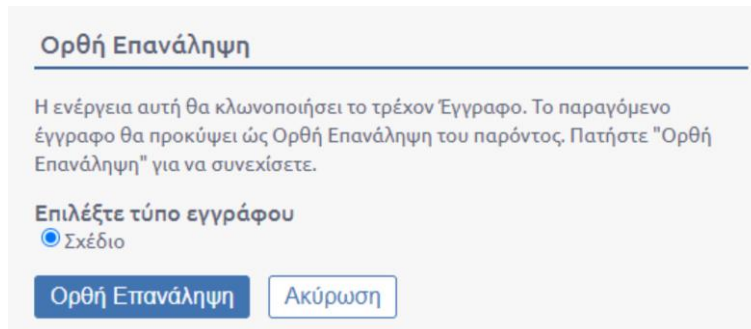 Ορθή Επανάληψη
Η ενέργεια αυτή θα κλωνοποιήσει το τρέχον Έγγραφο. Το παραγόμενο
έγγραφο θα προκύψει ώς Ορθή Επανάληψη του παρόντος. Πατήστε "Ορθή
Επανάληψη" για να συνεχίσετε.
Επιλέξτε τύπο εγγράφου
Σχέδιο
Ορθή Επανάληψη Ακύρωση